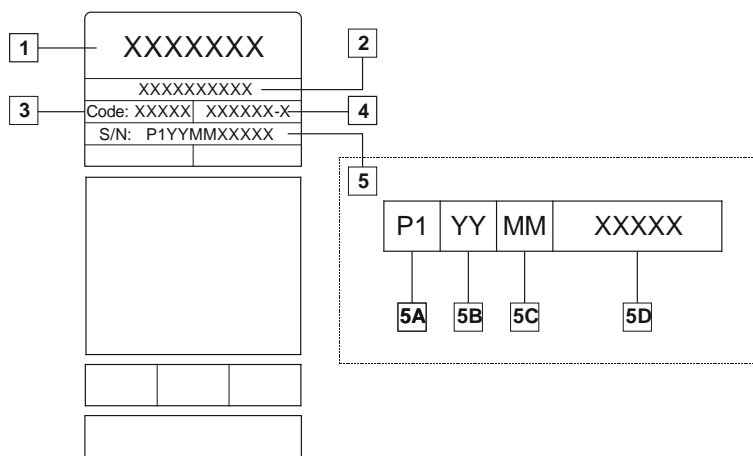 1 XXXXXXX 2
XXXXXXXXXX
3 Code: XXXXX XXXXXX-X 4
S/N: P1YYMMXXXXX
5
P1 YY MM XXXXX
5A 5B 5C 5D